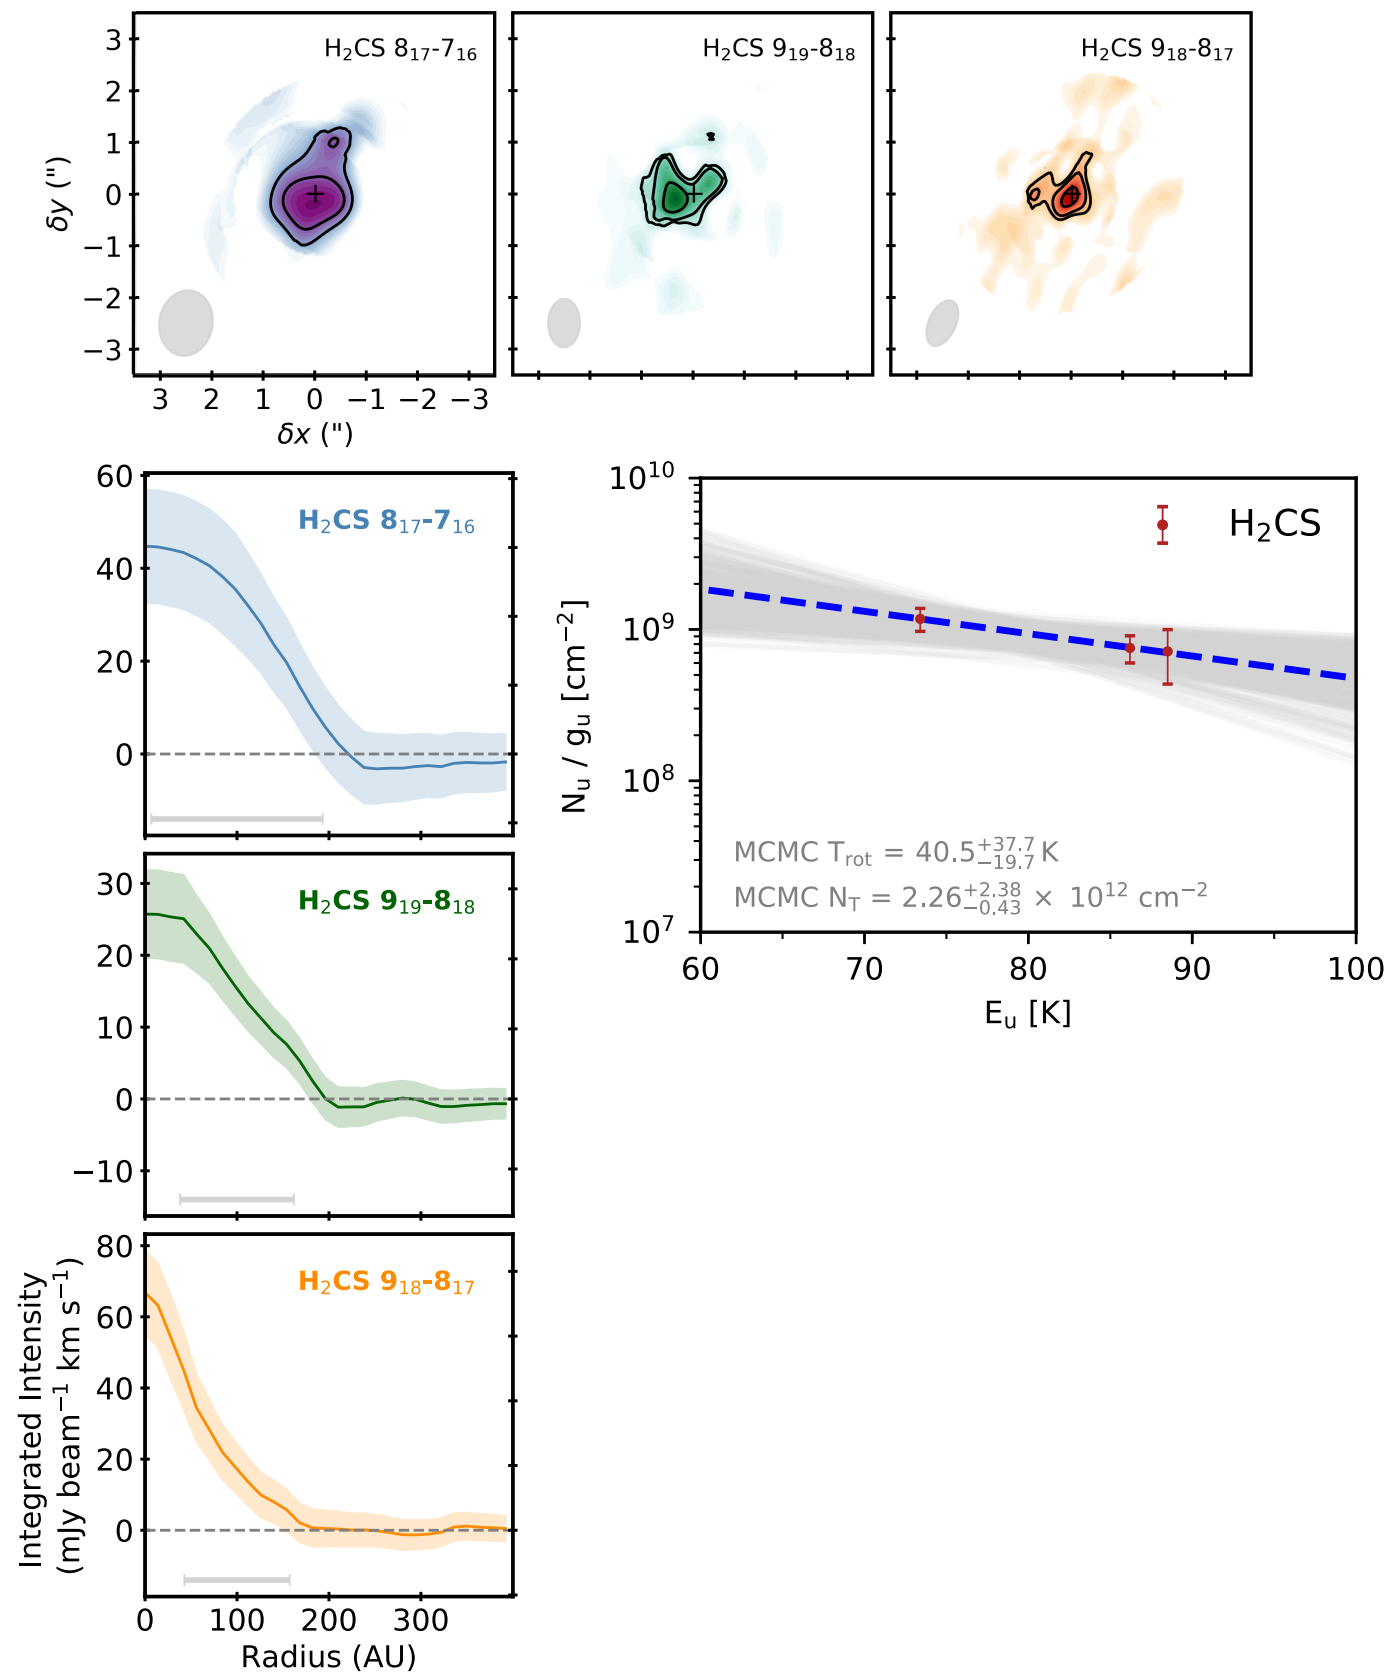 H₂CS 8₁₇-7₁₆
H₂CS 9₁₉-8₁₈
H₂CS 9₁₈-8₁₇
3
2
1
0
−1
−2
−3
δy (")
3 2 1 0 −1 −2 −3
δx (")
60
40
20
0
H₂CS 8₁₇-7₁₆
30
20
10
0
−10
H₂CS 9₁₉-8₁₈
80
60
40
20
0
H₂CS 9₁₈-8₁₇
Integrated Intensity
(mJy beam⁻¹ km s⁻¹)
0 100 200 300
Radius (AU)
10¹⁰
10⁹
10⁸
10⁷
Nᵤ / gᵤ [cm⁻²]
H₂CS
MCMC T_rot = 40.5^{+37.7}_{−19.7} K
MCMC N_T = 2.26^{+2.38}_{−0.43} × 10¹² cm⁻²
60 70 80 90 100
Eᵤ [K]